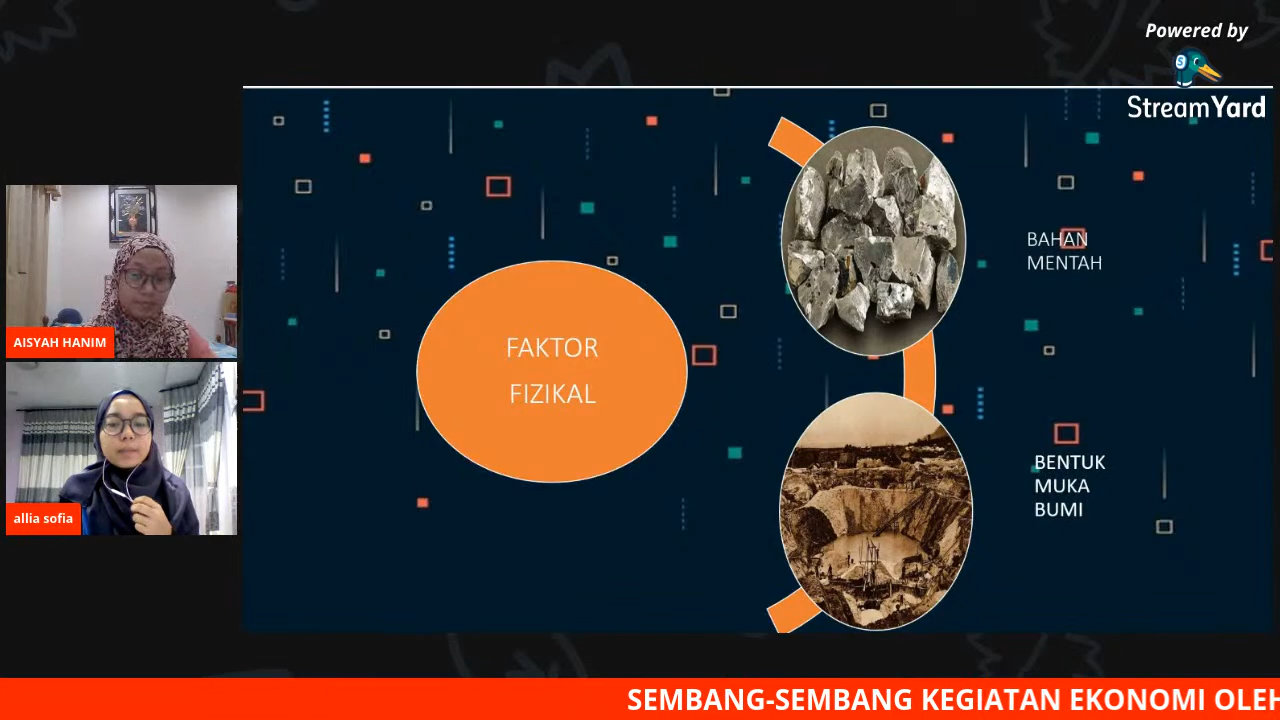 Powered by
StreamYard
AISYAH HANIM
allia sofia
FAKTOR
FIZIKAL
BAHAN
MENTAH
BENTUK
MUKA
BUMI
SEMBANG-SEMBANG KEGIATAN EKONOMI OLEH